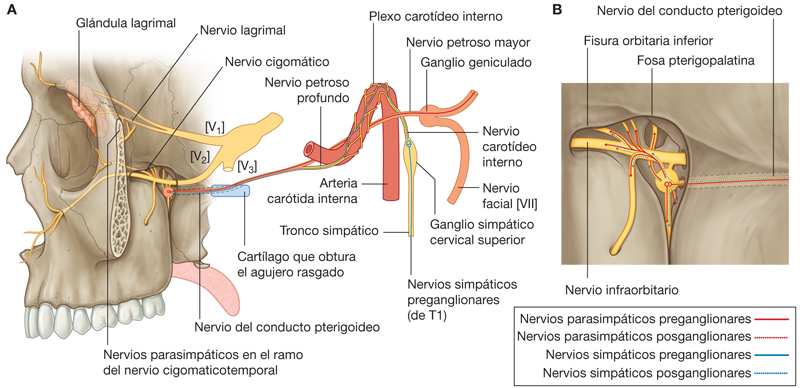 A
Glándula lagrimal
Nervio lagrimal
Nervio cigomático
Nervio petroso
profundo
Plexo carotídeo interno
Nervio petroso mayor
Ganglio geniculado
[V1]
[V2]
[V3]
Arteria
carótida interna
Nervio
carotídeo
interno
Nervio
facial [VII]
Tronco simpático
Ganglio simpático
cervical superior
Cartílago que obtura
el agujero rasgado
Nervios simpáticos
preganglionares
(de T1)
Nervio del conducto pterigoideo
Nervios parasimpáticos en el ramo
del nervio cigomaticotemporal
B
Nervio del conducto pterigoideo
Fisura orbitaria inferior
Fosa pterigopalatina
Nervio infraorbitario
Nervios parasimpáticos preganglionares
Nervios parasimpáticos posganglionares
Nervios simpáticos preganglionares
Nervios simpáticos posganglionares